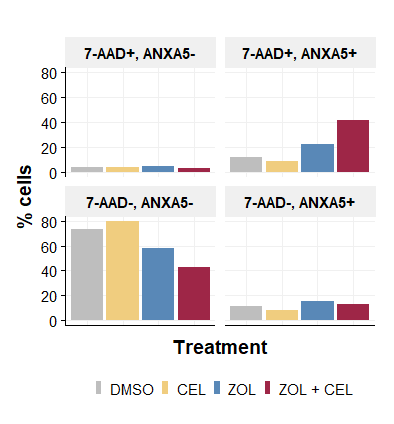 7-AAD+, ANXA5-
7-AAD+, ANXA5+
80
60
40
20
0
7-AAD-, ANXA5-
7-AAD-, ANXA5+
80
60
40
20
0
% cells
Treatment
DMSO CEL ZOL ZOL + CEL